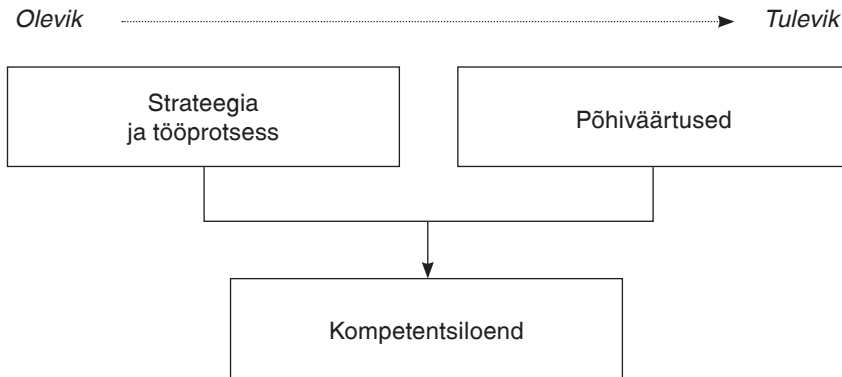 Olevik
Tulevik
Strateegia
ja tööprotsess
Põhiväärtused
Kompetentsiloend